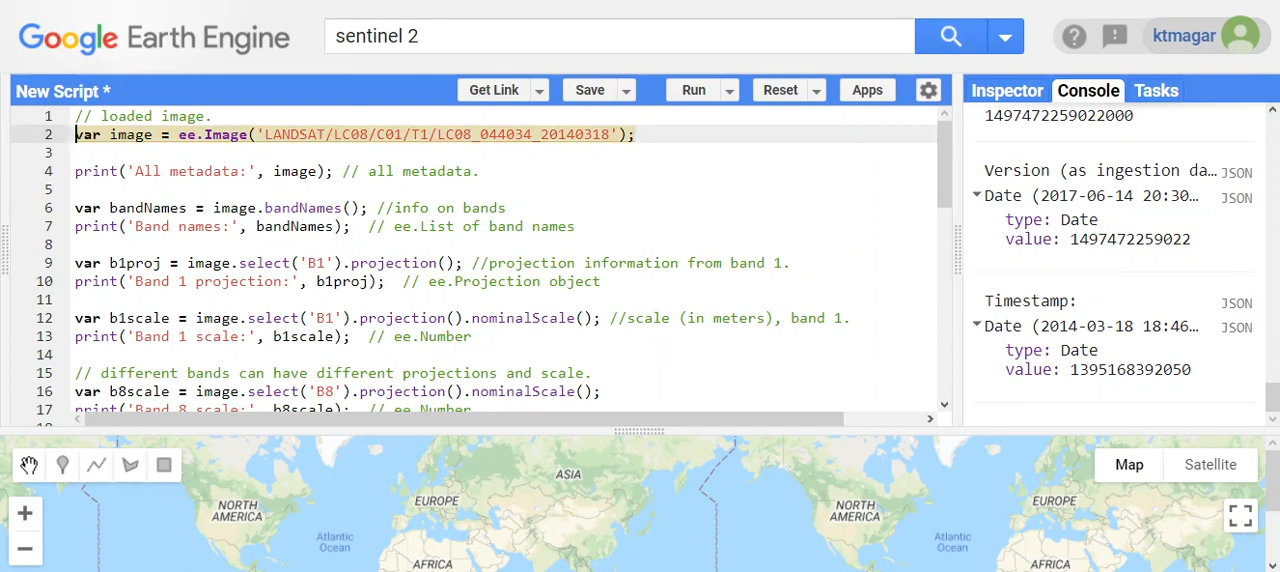 Google Earth Engine
sentinel 2
ktmagar
New Script *
Get Link
Save
Run
Reset
Apps
1 // loaded image.
2 var image = ee.Image('LANDSAT/LC08/C01/T1/LC08_044034_20140318');
3
4 print('All metadata:', image); // all metadata.
5
6 var bandNames = image.bandNames(); //info on bands
7 print('Band names:', bandNames); // ee.List of band names
8
9 var b1proj = image.select('B1').projection(); //projection information from band 1.
10 print('Band 1 projection:', b1proj); // ee.Projection object
11
12 var b1scale = image.select('B1').projection().nominalScale(); //scale (in meters), band 1.
13 print('Band 1 scale:', b1scale); // ee.Number
14
15 // different bands can have different projections and scale.
16 var b8scale = image.select('B8').projection().nominalScale();
17 print('Band 8 scale:', b8scale); // ee.Number
Inspector
Console
Tasks
1497472259022000
Version (as ingestion da… JSON
Date (2017-06-14 20:30… JSON
type: Date
value: 1497472259022
Timestamp: JSON
Date (2014-03-18 18:46… JSON
type: Date
value: 1395168392050
Map
Satellite
NORTH
AMERICA
Atlantic
Ocean
EUROPE
ASIA
AFRICA
NORTH
AMERICA
Atlantic
Ocean
EUROPE
AFRICA